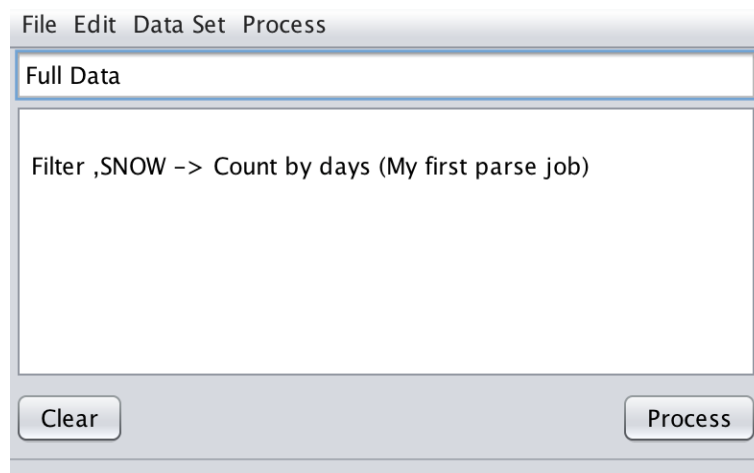 File Edit Data Set Process
Full Data
Filter ,SNOW -> Count by days (My first parse job)
Clear Process